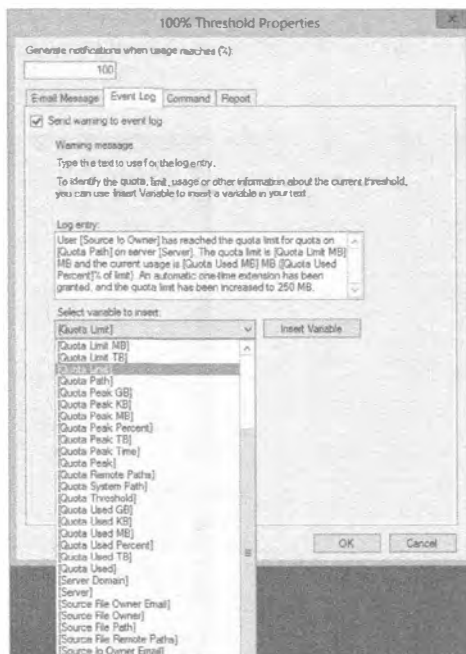 100% Threshold Properties
Generate notifications when usage reaches (%):
100
E-mail Message Event Log Command Report
Send warning to event log
Warning message
Type the text to use for the log entry.
To identify the quota, limit, usage or other information about the current threshold,
you can use Insert Variable to insert a variable in your text.
Log entry:
User [Source Io Owner] has reached the quota limit for quota on
[Quota Path] on server [Server]. The quota limit is [Quota Limit MB]
MB and the current usage is [Quota Used MB] MB ([Quota Used
Percent]% of limit). An automatic one-time extension has been
granted, and the quota limit has been increased to 250 MB.
Select variable to insert:
[Quota Limit] Insert Variable
[Quota Limit MB]
[Quota Limit TB]
[Quota Limit]
[Quota Path]
[Quota Peak GB]
[Quota Peak KB]
[Quota Peak MB]
[Quota Peak Percent]
[Quota Peak TB]
[Quota Peak Time]
[Quota Peak]
[Quota Remote Paths]
[Quota System Path]
[Quota Threshold]
[Quota Used GB]
[Quota Used KB]
[Quota Used MB]
[Quota Used Percent]
[Quota Used TB]
[Quota Used]
[Server Domain]
[Server]
[Source File Owner Email]
[Source File Owner]
[Source File Path]
[Source File Remote Paths]
[Source Io Owner Email]
OK Cancel